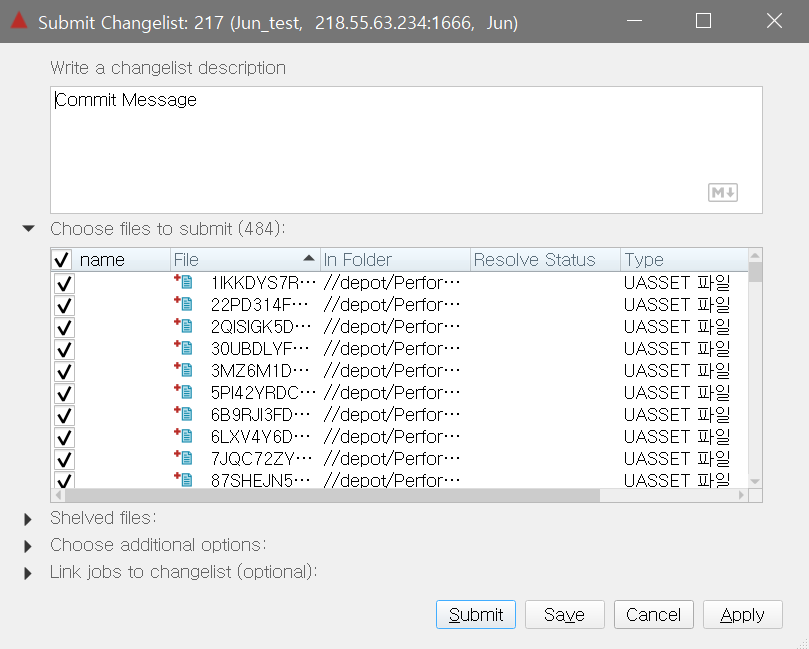 Submit Changelist: 217 (Jun_test, 218.55.63.234:1666, Jun)
Write a changelist description
Commit Message
M
Choose files to submit (484):
name File In Folder Resolve Status Type
1IKKDYS7R··· //depot/Perfor··· UASSET 파일
22PD314F··· //depot/Perfor··· UASSET 파일
2QISIGK5D··· //depot/Perfor··· UASSET 파일
30UBDLYF··· //depot/Perfor··· UASSET 파일
3MZ6M1D··· //depot/Perfor··· UASSET 파일
5PI42YRDC··· //depot/Perfor··· UASSET 파일
6B9RJI3FD··· //depot/Perfor··· UASSET 파일
6LXV4Y6D··· //depot/Perfor··· UASSET 파일
7JQC72ZY··· //depot/Perfor··· UASSET 파일
87SHEJN5··· //depot/Perfor··· UASSET 파일
Shelved files:
Choose additional options:
Link jobs to changelist (optional):
Submit Save Cancel Apply